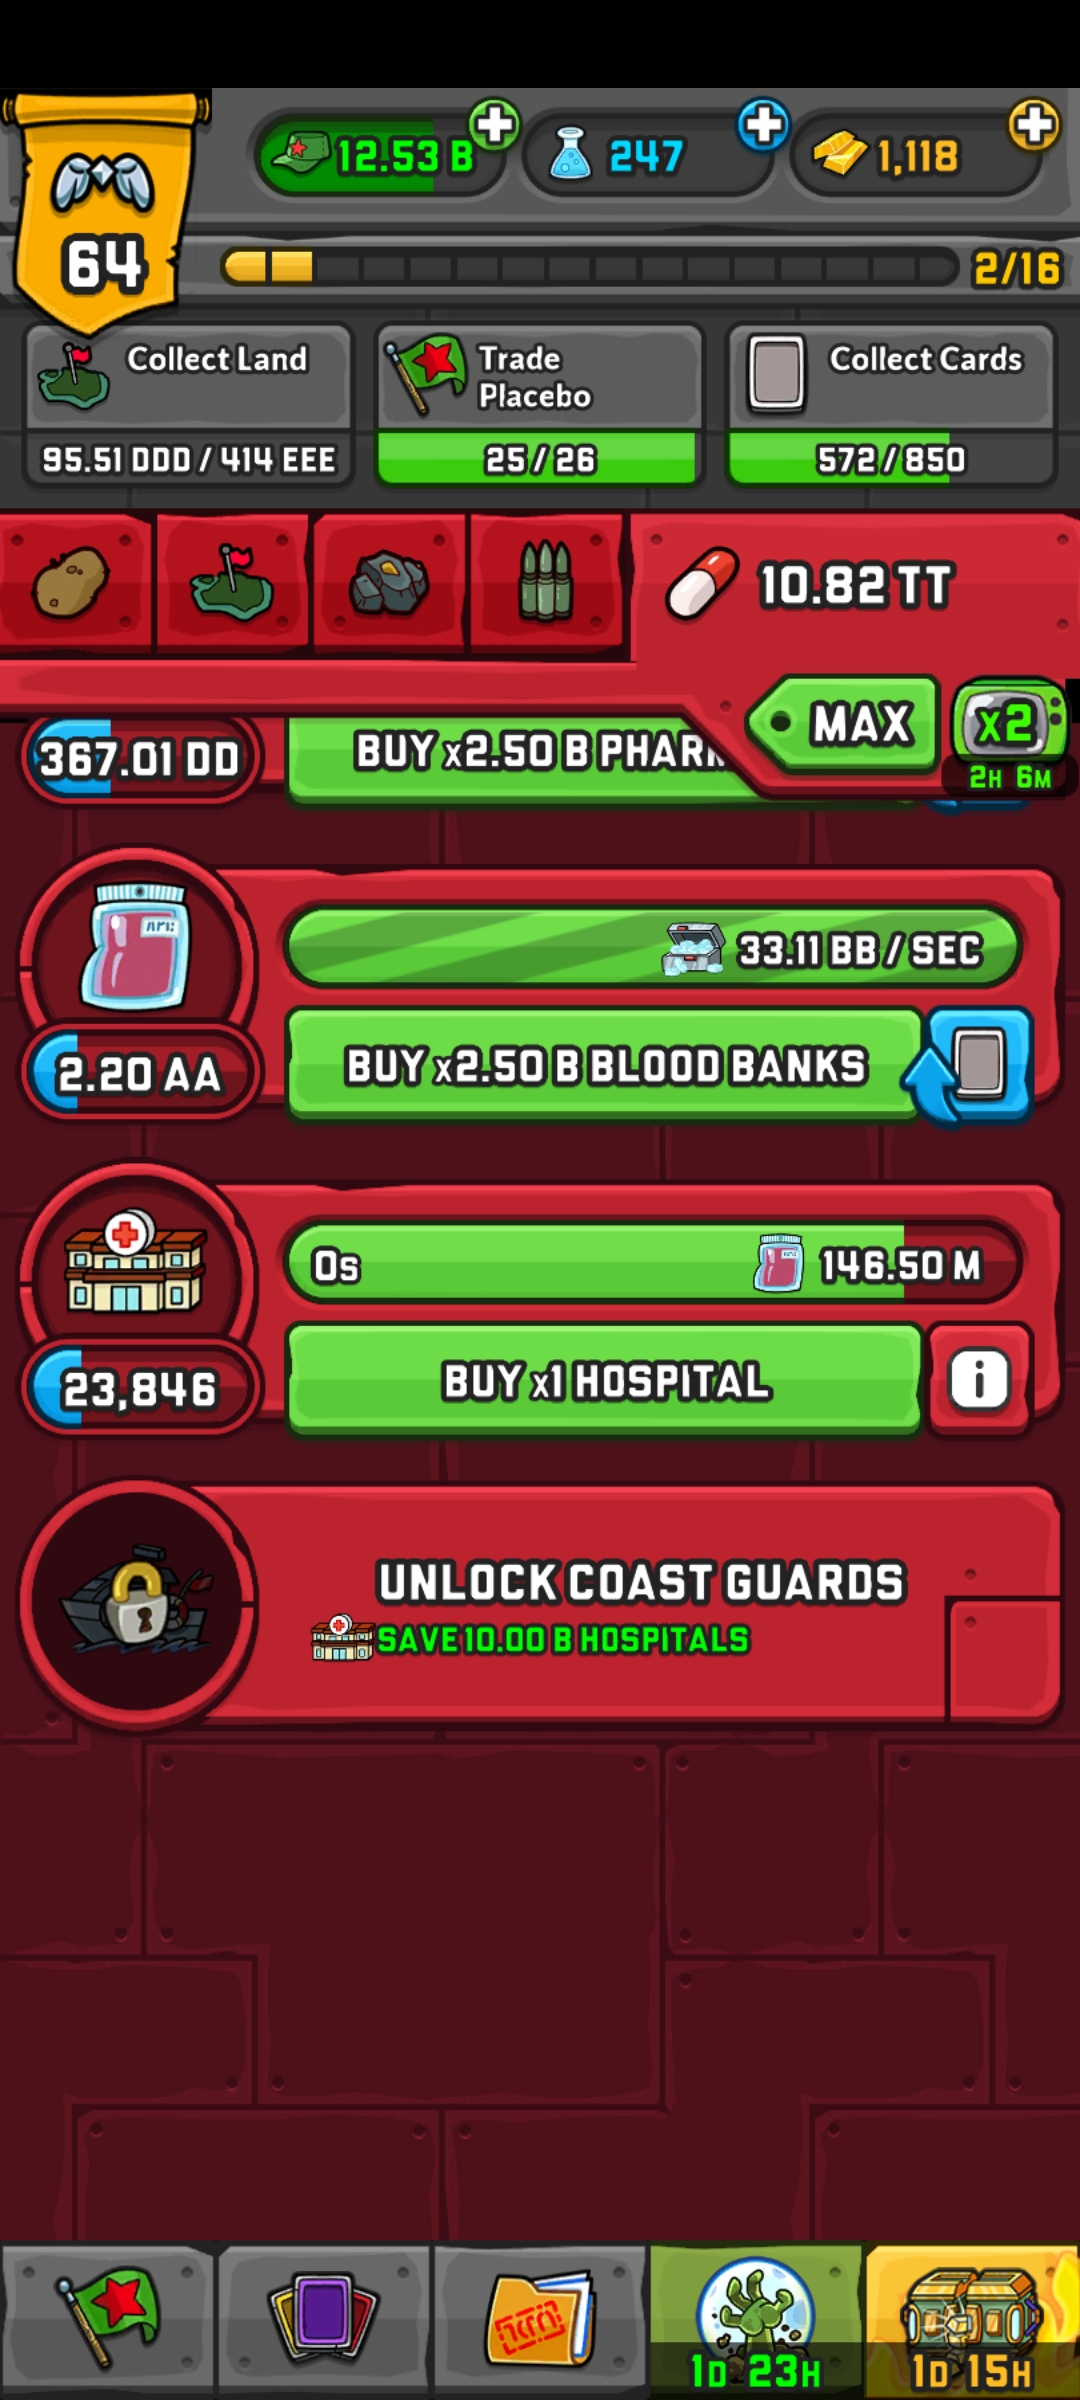 12.53 B
247
1,118
64
2/16
Collect Land
95.51 DDD / 414 EEE
Trade
Placebo
25 / 26
Collect Cards
572 / 850
10.82 TT
MAX
x2
2H 6M
367.01 DD
BUY x2.50 B
33.11 BB / SEC
2.20 AA
BUY x2.50 B BLOOD BANKS
0s
146.50 M
23,846
BUY x1 HOSPITAL
i
UNLOCK COAST GUARDS
SAVE 10.00 B HOSPITALS
1D 23H
1D 15H